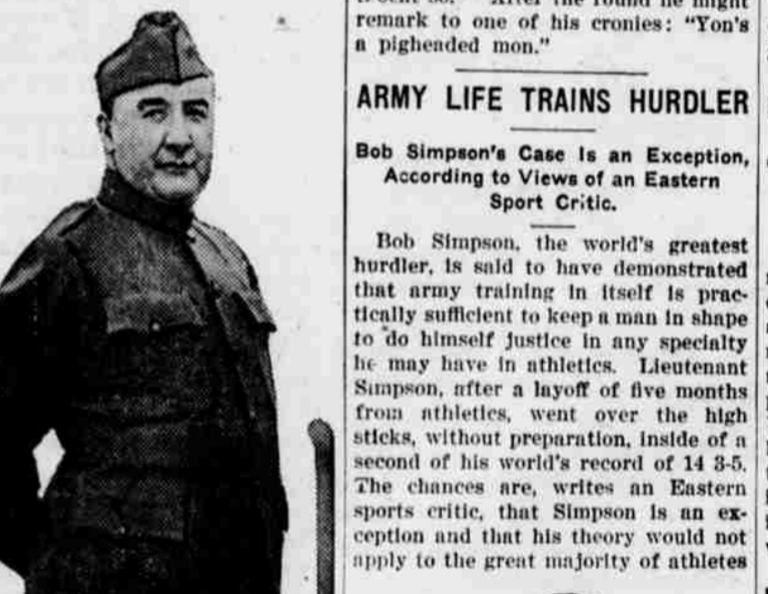 remark to one of his cronies: "Yon's
a pigheaded mon."
ARMY LIFE TRAINS HURDLER
Bob Simpson's Case Is an Exception,
According to Views of an Eastern
Sport Critic.
Bob Simpson, the world's greatest
hurdler, is said to have demonstrated
that army training in itself is prac-
tically sufficient to keep a man in shape
to do himself justice in any specialty
he may have in athletics. Lieutenant
Simpson, after a layoff of five months
from athletics, went over the high
sticks, without preparation, inside of a
second of his world's record of 14 3-5.
The chances are, writes an Eastern
sports critic, that Simpson is an ex-
ception and that his theory would not
apply to the great majority of athletes